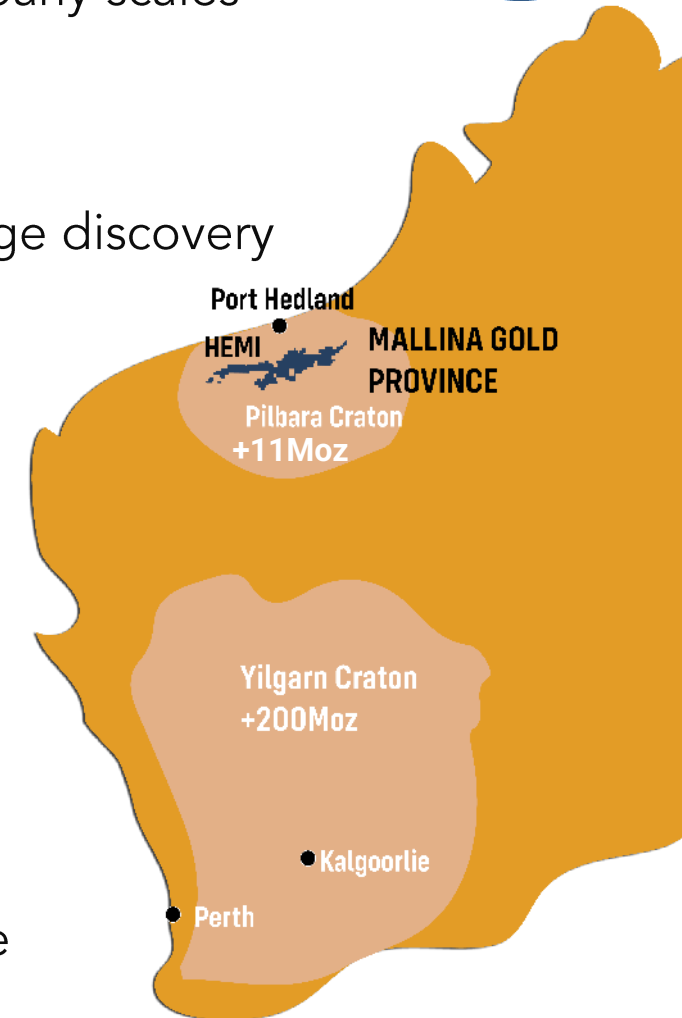 ge discovery
Port Hedland
HEMI
MALLINA GOLD
PROVINCE
Pilbara Craton
+11Moz
Yilgarn Craton
+200Moz
Kalgoorlie
Perth
e